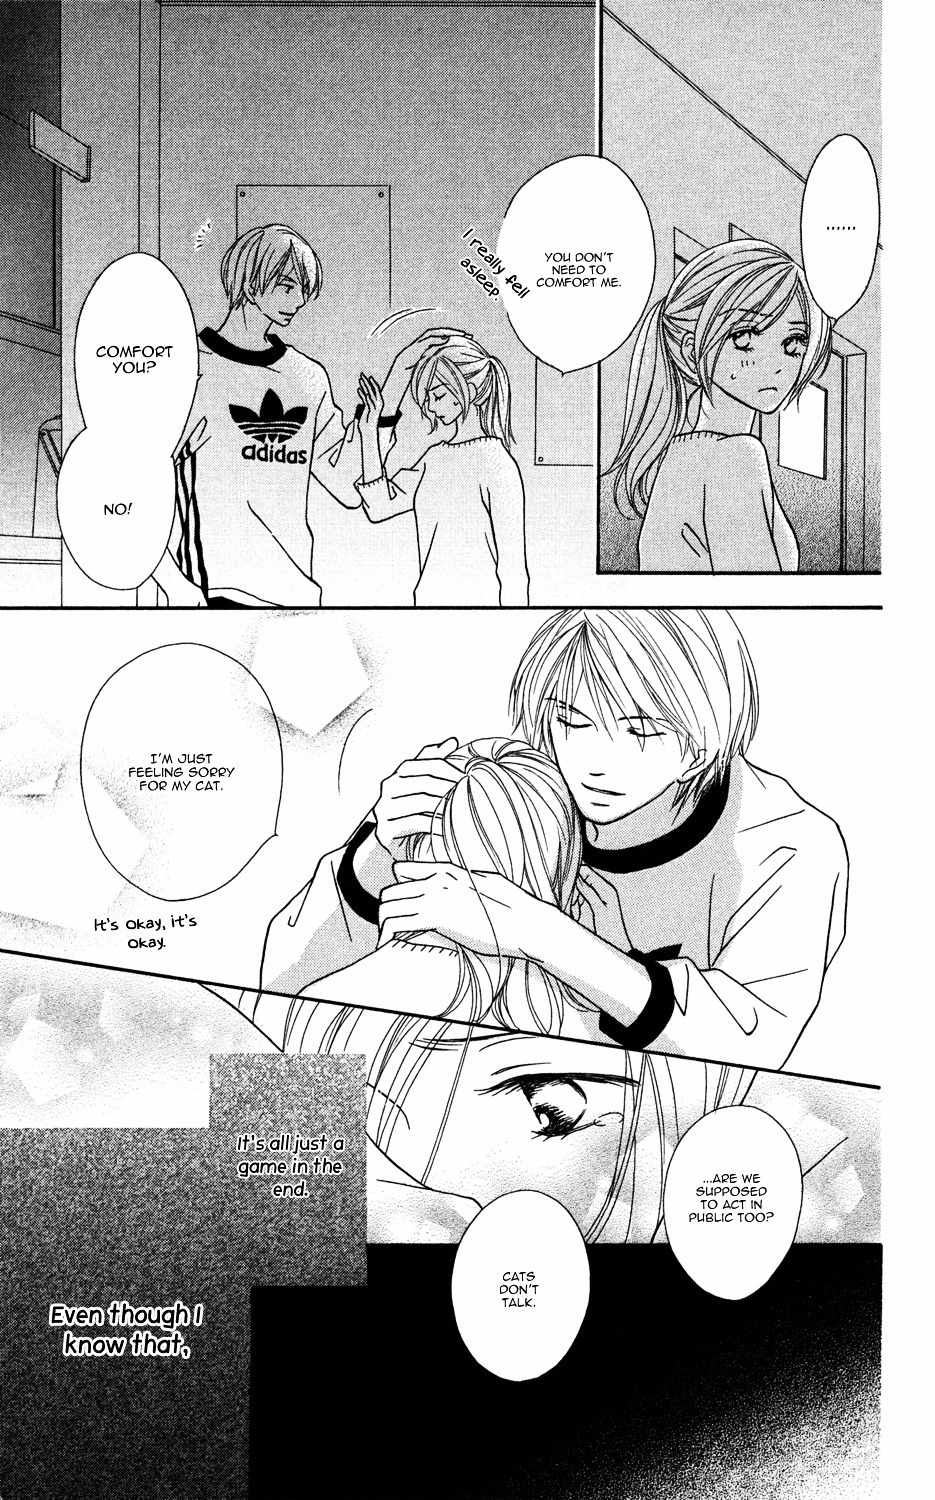 ......
YOU DON'T
NEED TO
COMFORT ME.
I really fell
asleep.
COMFORT
YOU?
NO!
adidas
I'M JUST
FEELING SORRY
FOR MY CAT.
It's okay, it's
okay.
...ARE WE
SUPPOSED
TO ACT IN
PUBLIC TOO?
CATS
DON'T
TALK.
It's all just a
game in the
end.
Even though I
know that,